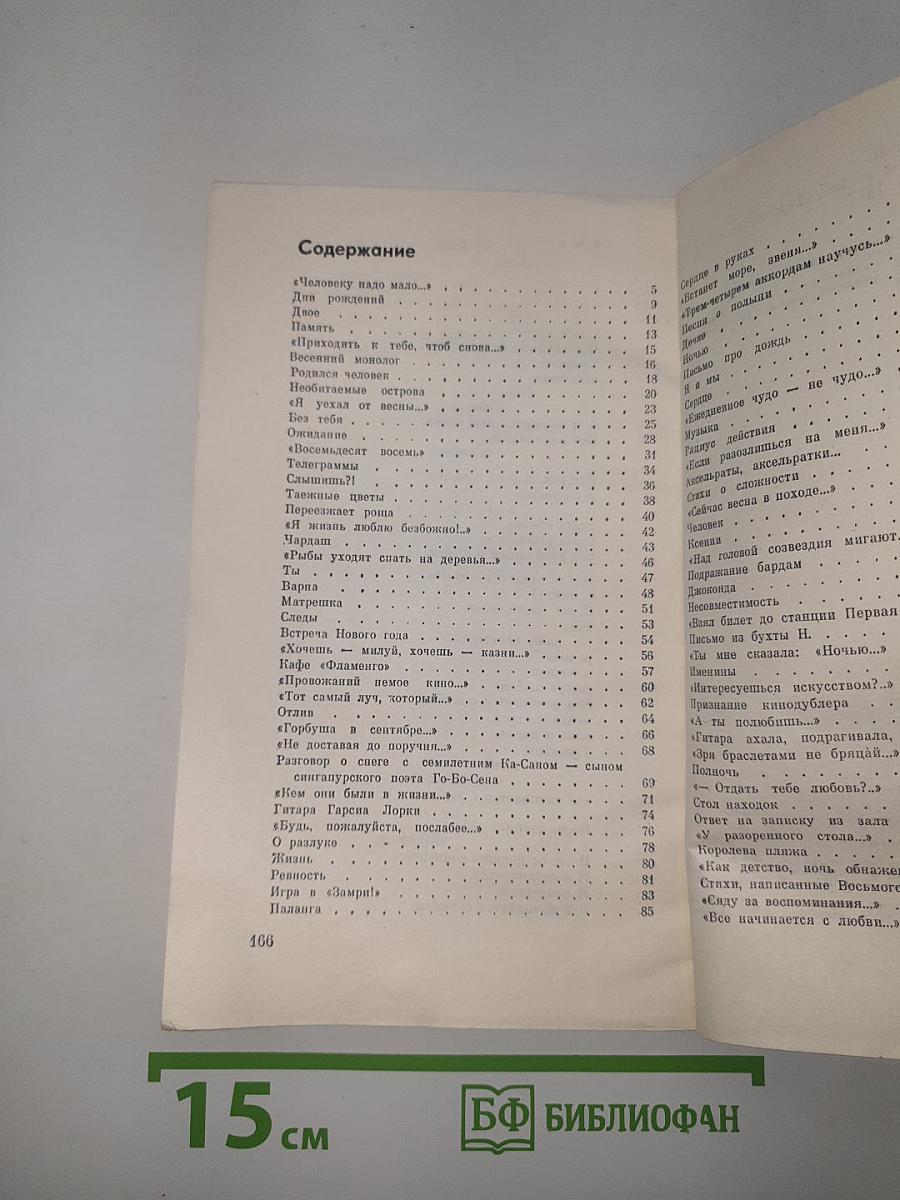 Содержание
«Человеку надо мало...» . . . . . . . . . . . . 5
Дни рождений . . . . . . . . . . . . 9
Двое . . . . . . . . . . . . 11
Память . . . . . . . . . . . . 13
«Приходить к тебе, чтоб снова...» . . . . . . . . . . 15
Весенний монолог . . . . . . . . . . . . 16
Родился человек . . . . . . . . . . . . 18
Необитаемые острова . . . . . . . . . . . . 20
«Я уехал от весны...» . . . . . . . . . . . . 23
Без тебя . . . . . . . . . . . . 25
Ожидание . . . . . . . . . . . . 28
«Восемьдесят восемь» . . . . . . . . . . . . 31
Телеграммы . . . . . . . . . . . . 34
Слышишь?! . . . . . . . . . . . . 36
Таежные цветы . . . . . . . . . . . . 38
Переезжает роща . . . . . . . . . . . . 40
«Я жизнь люблю безбожно!..» . . . . . . . . . . 42
Чардаш . . . . . . . . . . . . 43
«Рыбы уходят спать на деревья...» . . . . . . . . 46
Ты . . . . . . . . . . . . 47
Варна . . . . . . . . . . . . 48
Матрешка . . . . . . . . . . . . 51
Следы . . . . . . . . . . . . 53
Встреча Нового года . . . . . . . . . . . . 54
«Хочешь — милуй, хочешь — казни...» . . . . . . 56
Кафе «Фламенго» . . . . . . . . . . . . 57
«Провожаний немое кино...» . . . . . . . . . . 60
«Тот самый луч, который...» . . . . . . . . . . 62
Отлив . . . . . . . . . . . . 64
«Горбуша в сентябре...» . . . . . . . . . . . . 66
«Не доставая до поручня...» . . . . . . . . . . 68
Разговор о снеге с семилетним Ка-Саном — сыном
сингапурского поэта Го-Бо-Сена . . . . . . . . 69
«Кем они были в жизни...» . . . . . . . . . . 71
Гитара Гарсиа Лорки . . . . . . . . . . . . 74
«Будь, пожалуйста, послабее...» . . . . . . . . 76
О разлуке . . . . . . . . . . . . 78
Жизнь . . . . . . . . . . . . 80
Ревность . . . . . . . . . . . . 81
Игра в «Замри!» . . . . . . . . . . . . 83
Паланга . . . . . . . . . . . . 85
166
Сердце в руках . . . . . .
«Встанет море, звеня...» . . . .
«Трем-четырем аккордам научусь...»
Песня о полыни . . . . . .
Дочке . . . . . .
Ночью . . . . . .
Письмо про дождь . . . . . .
Я и мы . . . . . .
Сердце . . . . . .
«Ежедневное чудо — не чудо...» .
Музыка . . . . . .
Радиус действия . . . . . .
«Если разозлишься на меня...»
Аксельраты, аксельратки... . .
Стихи о сложности . . . .
«Сейчас весна в походе...» . . .
Человек . . . . . .
Ксении . . . . . .
«Над головой созвездия мигают.
Подражание бардам . . . .
Джоконда . . . . . .
Несовместимость . . . . . .
«Взял билет до станции Первая
Письмо из бухты Н. . . . .
«Ты мне сказала: «Ночью...»
Именины . . . . . .
«Интересуешься искусством?..»
Признание кинодублера . .
«А ты полюбишь...» . . . .
«Гитара ахала, подрагивала,
«Зря браслетами не бряцай...»
Полночь . . . . . .
«— Отдать тебе любовь?..»
Стол находок . . . . . .
Ответ на записку из зала
«У разоренного стола...» .
Королева пляжа . . . .
«Как детство, ночь обнаже
Стихи, написанные Восьмого
«Сяду за воспоминания...» .
«Все начинается с любви...»
15 см
БФ БИБЛИОФАН